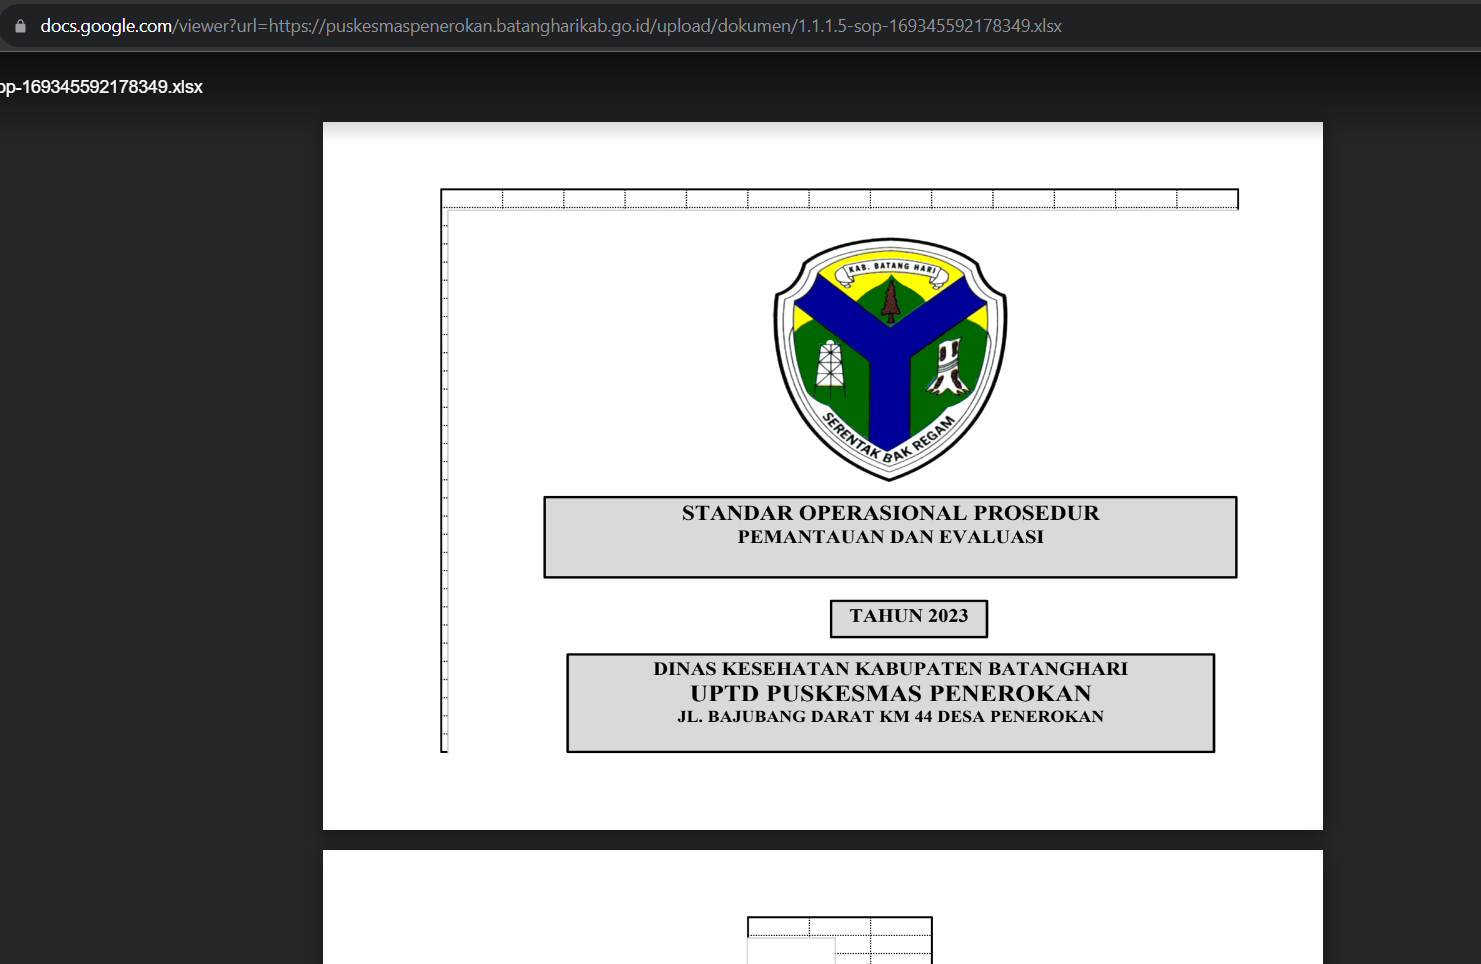 docs.google.com/viewer?url=https://puskesmaspenerokan.batangharikab.go.id/upload/dokumen/1.1.1.5-sop-169345592178349.xlsx
op-169345592178349.xlsx
KAB. BATANG HARI
SERENTAK BAK REGAM
STANDAR OPERASIONAL PROSEDUR
PEMANTAUAN DAN EVALUASI
TAHUN 2023
DINAS KESEHATAN KABUPATEN BATANGHARI
UPTD PUSKESMAS PENEROKAN
JL. BAJUBANG DARAT KM 44 DESA PENEROKAN